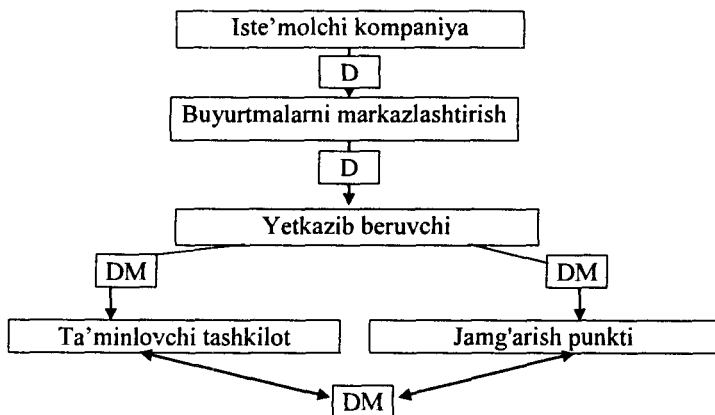 Iste’molchi kompaniya
D
Buyurtmalarni markazlashtirish
D
Yetkazib beruvchi
DM
DM
Ta’minlovchi tashkilot
Jamg'arish punkti
DM